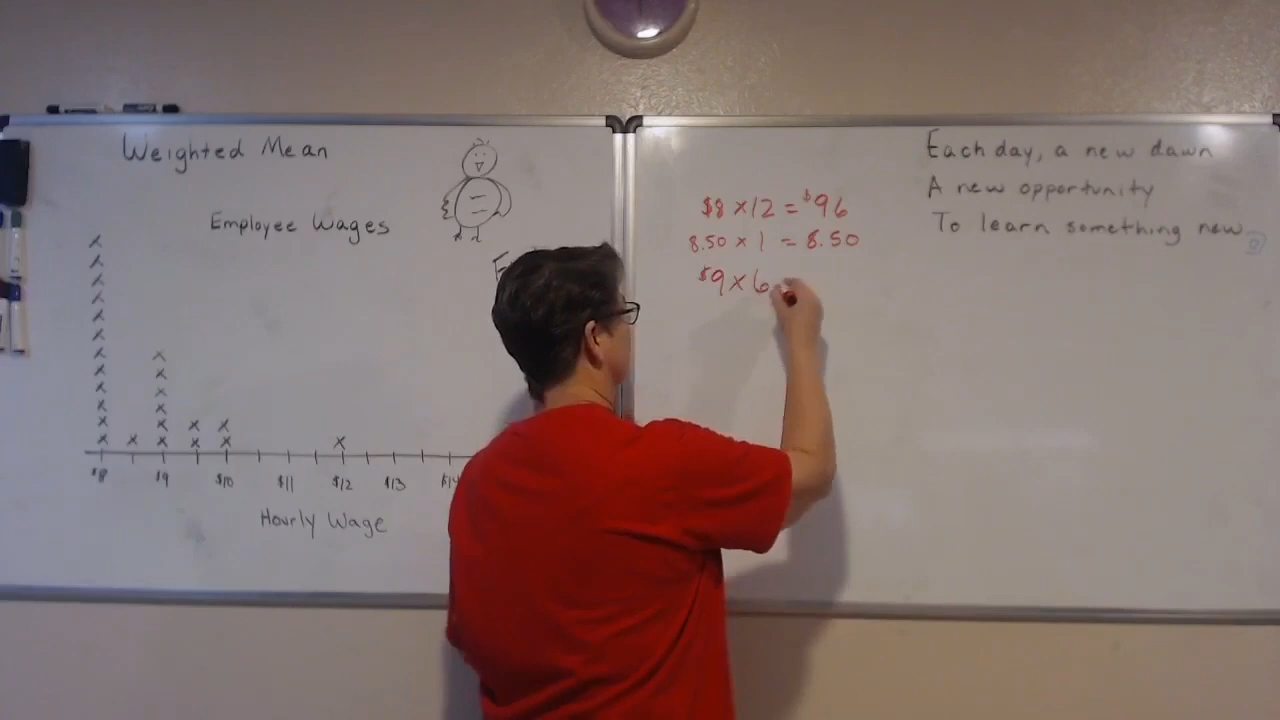 Weighted Mean
Employee Wages
$8 $9 $10 $11 $12 $13 $14
Hourly Wage
$8 × 12 = $96
8.50 × 1 = 8.50
$9 × 6
Each day, a new dawn
A new opportunity
To learn something new